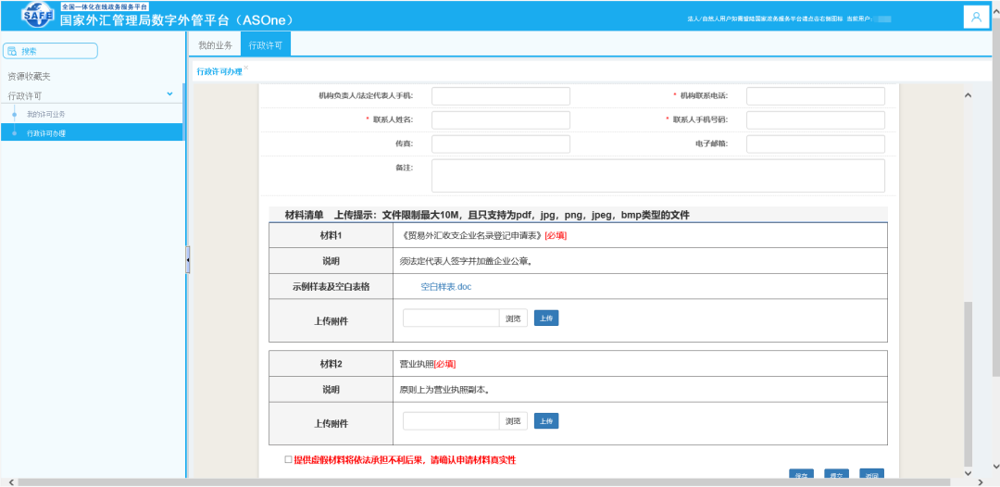 全国一体化在线政务服务平台
SAFE
国家外汇管理局数字外管平台（ASOne）
法人/自然人用户如需登陆国家政务服务平台请点击右侧图标 当前用户:
搜索
我的业务 行政许可
资源收藏夹
行政许可
我的许可业务
行政许可办理
行政许可办理
机构负责人/法定代表人手机: * 机构联系电话:
* 联系人姓名: * 联系人手机号码:
传真: 电子邮箱:
备注:
材料清单 上传提示：文件限制最大10M，且只支持为pdf，jpg，png，jpeg，bmp类型的文件
材料1 《贸易外汇收支企业名录登记申请表》[必填]
说明 须法定代表人签字并加盖企业公章。
示例样表及空白表格 空白样表.doc
上传附件 浏览 上传
材料2 营业执照[必填]
说明 原则上为营业执照副本。
上传附件 浏览 上传
提供虚假材料将依法承担不利后果，请确认申请材料真实性
保存 提交 返回